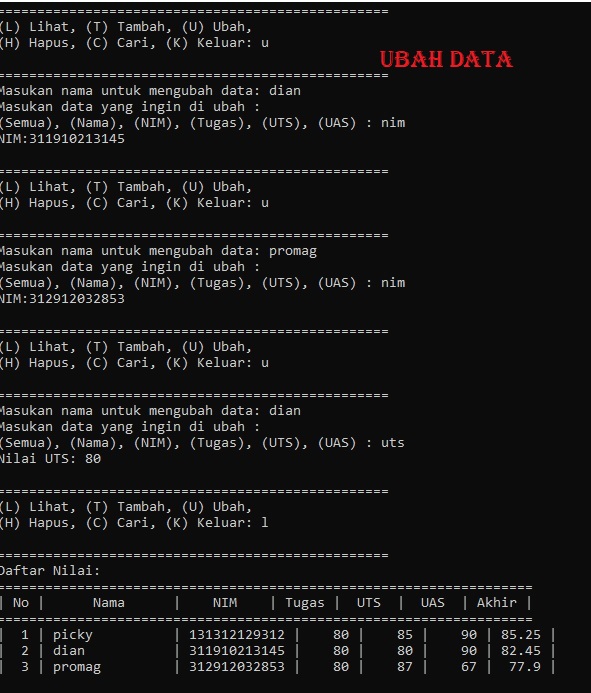 ==================================================
(L) Lihat, (T) Tambah, (U) Ubah,
(H) Hapus, (C) Cari, (K) Keluar: u
UBAH DATA
==================================================
Masukan nama untuk mengubah data: dian
Masukan data yang ingin di ubah :
(Semua), (Nama), (NIM), (Tugas), (UTS), (UAS) : nim
NIM:311910213145
==================================================
(L) Lihat, (T) Tambah, (U) Ubah,
(H) Hapus, (C) Cari, (K) Keluar: u
==================================================
Masukan nama untuk mengubah data: promag
Masukan data yang ingin di ubah :
(Semua), (Nama), (NIM), (Tugas), (UTS), (UAS) : nim
NIM:312912032853
==================================================
(L) Lihat, (T) Tambah, (U) Ubah,
(H) Hapus, (C) Cari, (K) Keluar: u
==================================================
Masukan nama untuk mengubah data: dian
Masukan data yang ingin di ubah :
(Semua), (Nama), (NIM), (Tugas), (UTS), (UAS) : uts
Nilai UTS: 80
==================================================
(L) Lihat, (T) Tambah, (U) Ubah,
(H) Hapus, (C) Cari, (K) Keluar: l
==================================================
Daftar Nilai:
====================================================================
| No |      Nama      |    NIM    | Tugas |  UTS  |  UAS  | Akhir |
====================================================================
|  1 | picky          | 131312129312 |    80 |    85 |    90 | 85.25 |
|  2 | dian           | 311910213145 |    80 |    80 |    90 | 82.45 |
|  3 | promag         | 312912032853 |    80 |    87 |    67 |  77.9 |